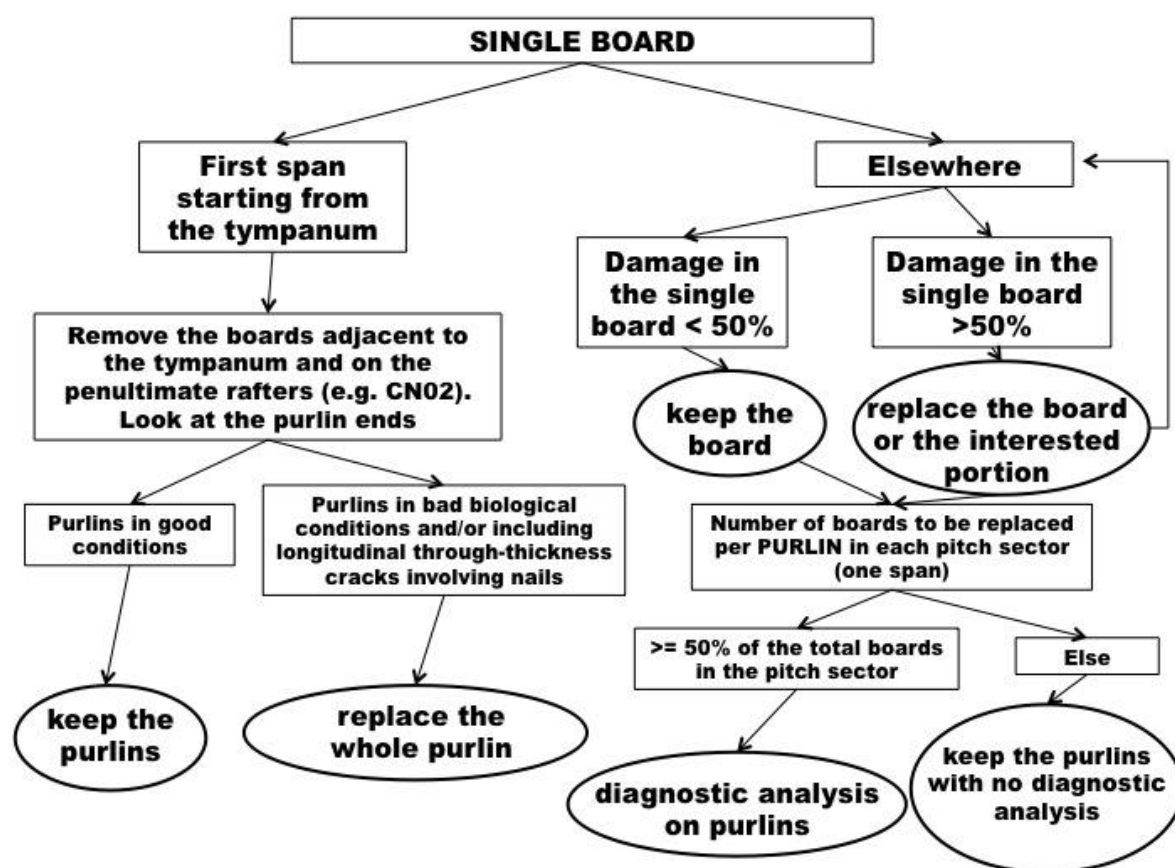 SINGLE BOARD
First span
starting from
the tympanum
Elsewhere
Damage in
the single
board < 50%
Damage in the
single board
>50%
Remove the boards adjacent to
the tympanum and on the
penultimate rafters (e.g. CN02).
Look at the purlin ends
keep the
board
replace the board
or the interested
portion
Purlins in good
conditions
Purlins in bad biological
conditions and/or including
longitudinal through-thickness
cracks involving nails
Number of boards to be replaced
per PURLIN in each pitch sector
(one span)
>= 50% of the total boards
in the pitch sector
Else
keep the
purlins
replace the
whole purlin
diagnostic analysis
on purlins
keep the purlins
with no diagnostic
analysis